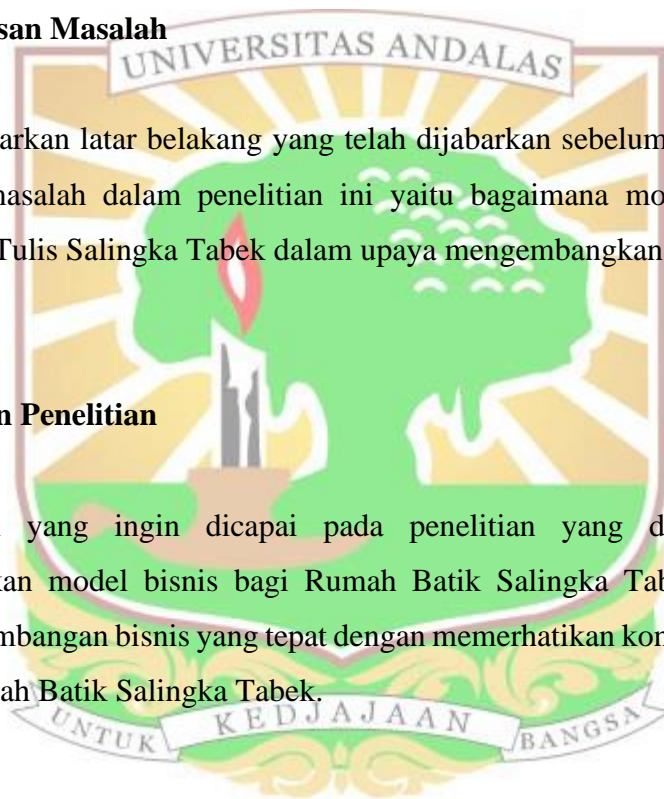 san Masalah
UNIVERSITAS ANDALAS
arkan latar belakang yang telah dijabarkan sebelum
nasalah dalam penelitian ini yaitu bagaimana mo
Tulis Salingka Tabek dalam upaya mengembangkan
n Penelitian
yang ingin dicapai pada penelitian yang d
kan model bisnis bagi Rumah Batik Salingka Tab
mbangan bisnis yang tepat dengan memerhatikan kon
ah Batik Salingka Tabek.
UNTUK KEDJAJAAN BANGSA